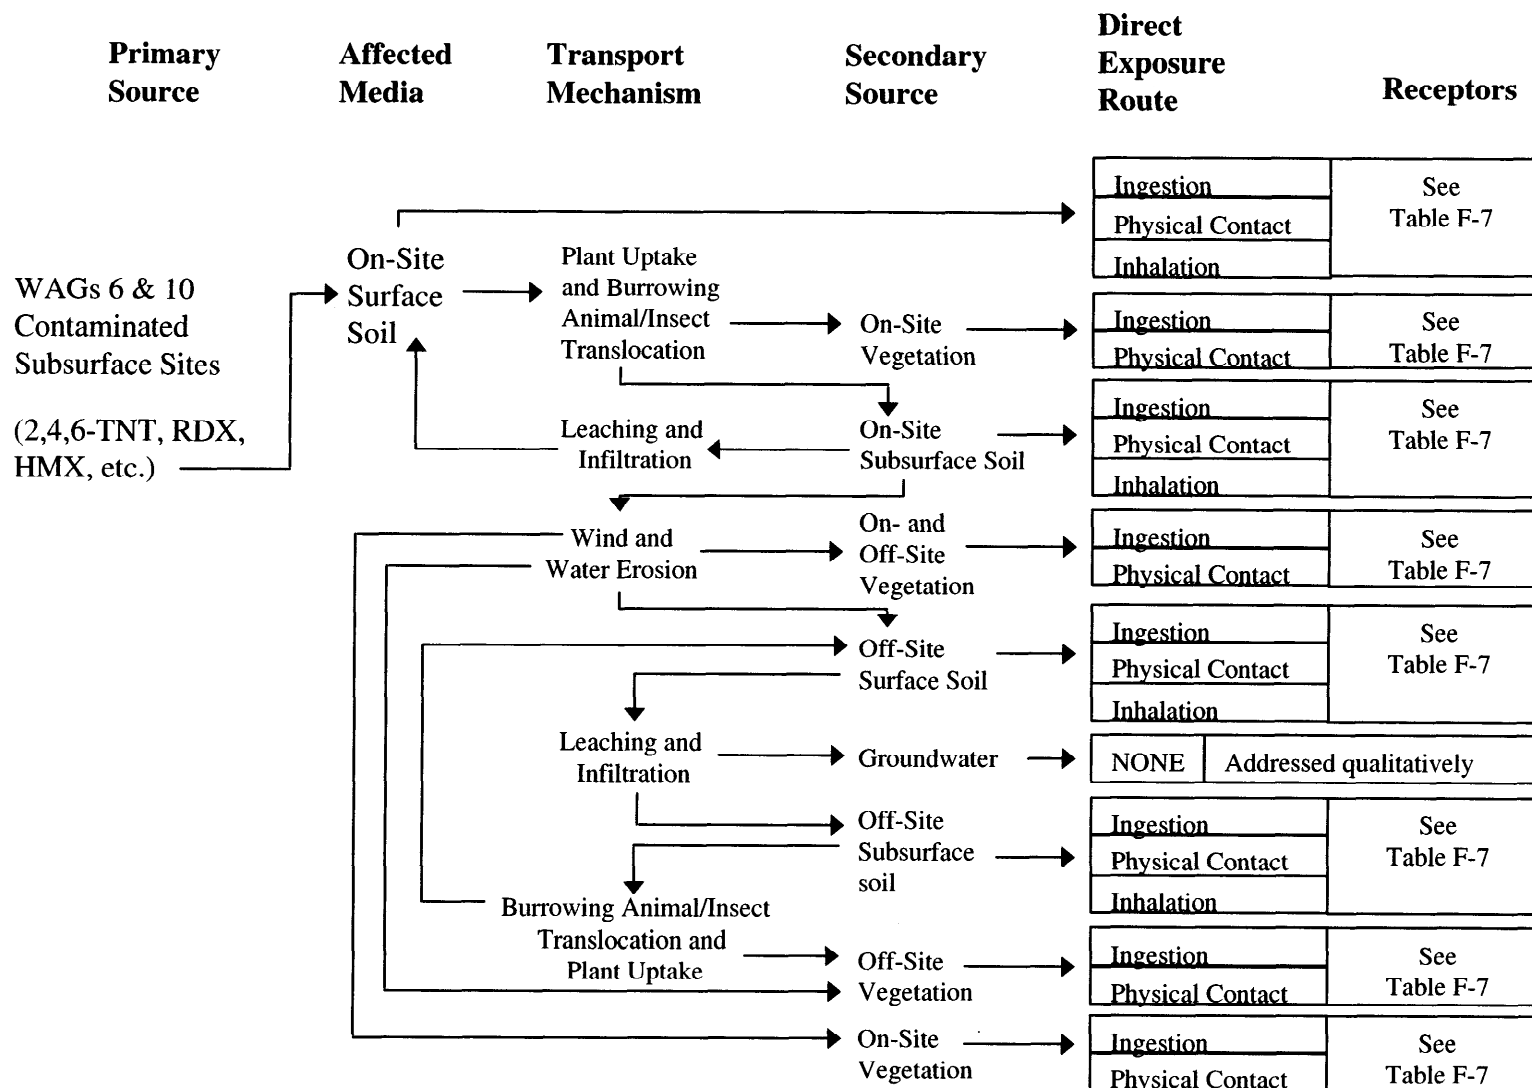 Primary
Source
Affected
Media
Transport
Mechanism
Secondary
Source
Direct
Exposure
Route
Receptors
WAGs 6 & 10
Contaminated
Subsurface Sites
(2,4,6-TNT, RDX,
HMX, etc.)
On-Site
Surface
Soil
Ingestion
Physical Contact
Inhalation
See
Table F-7
Plant Uptake
and Burrowing
Animal/Insect
Translocation
On-Site
Vegetation
Ingestion
Physical Contact
See
Table F-7
Leaching and
Infiltration
On-Site
Subsurface Soil
Ingestion
Physical Contact
Inhalation
See
Table F-7
Wind and
Water Erosion
On- and
Off-Site
Vegetation
Ingestion
Physical Contact
See
Table F-7
Off-Site
Surface Soil
Ingestion
Physical Contact
Inhalation
See
Table F-7
Leaching and
Infiltration
Groundwater
NONE
Addressed qualitatively
Off-Site
Subsurface
soil
Ingestion
Physical Contact
Inhalation
See
Table F-7
Burrowing Animal/Insect
Translocation and
Plant Uptake
Off-Site
Vegetation
Ingestion
Physical Contact
See
Table F-7
On-Site
Vegetation
Ingestion
Physical Contact
See
Table F-7